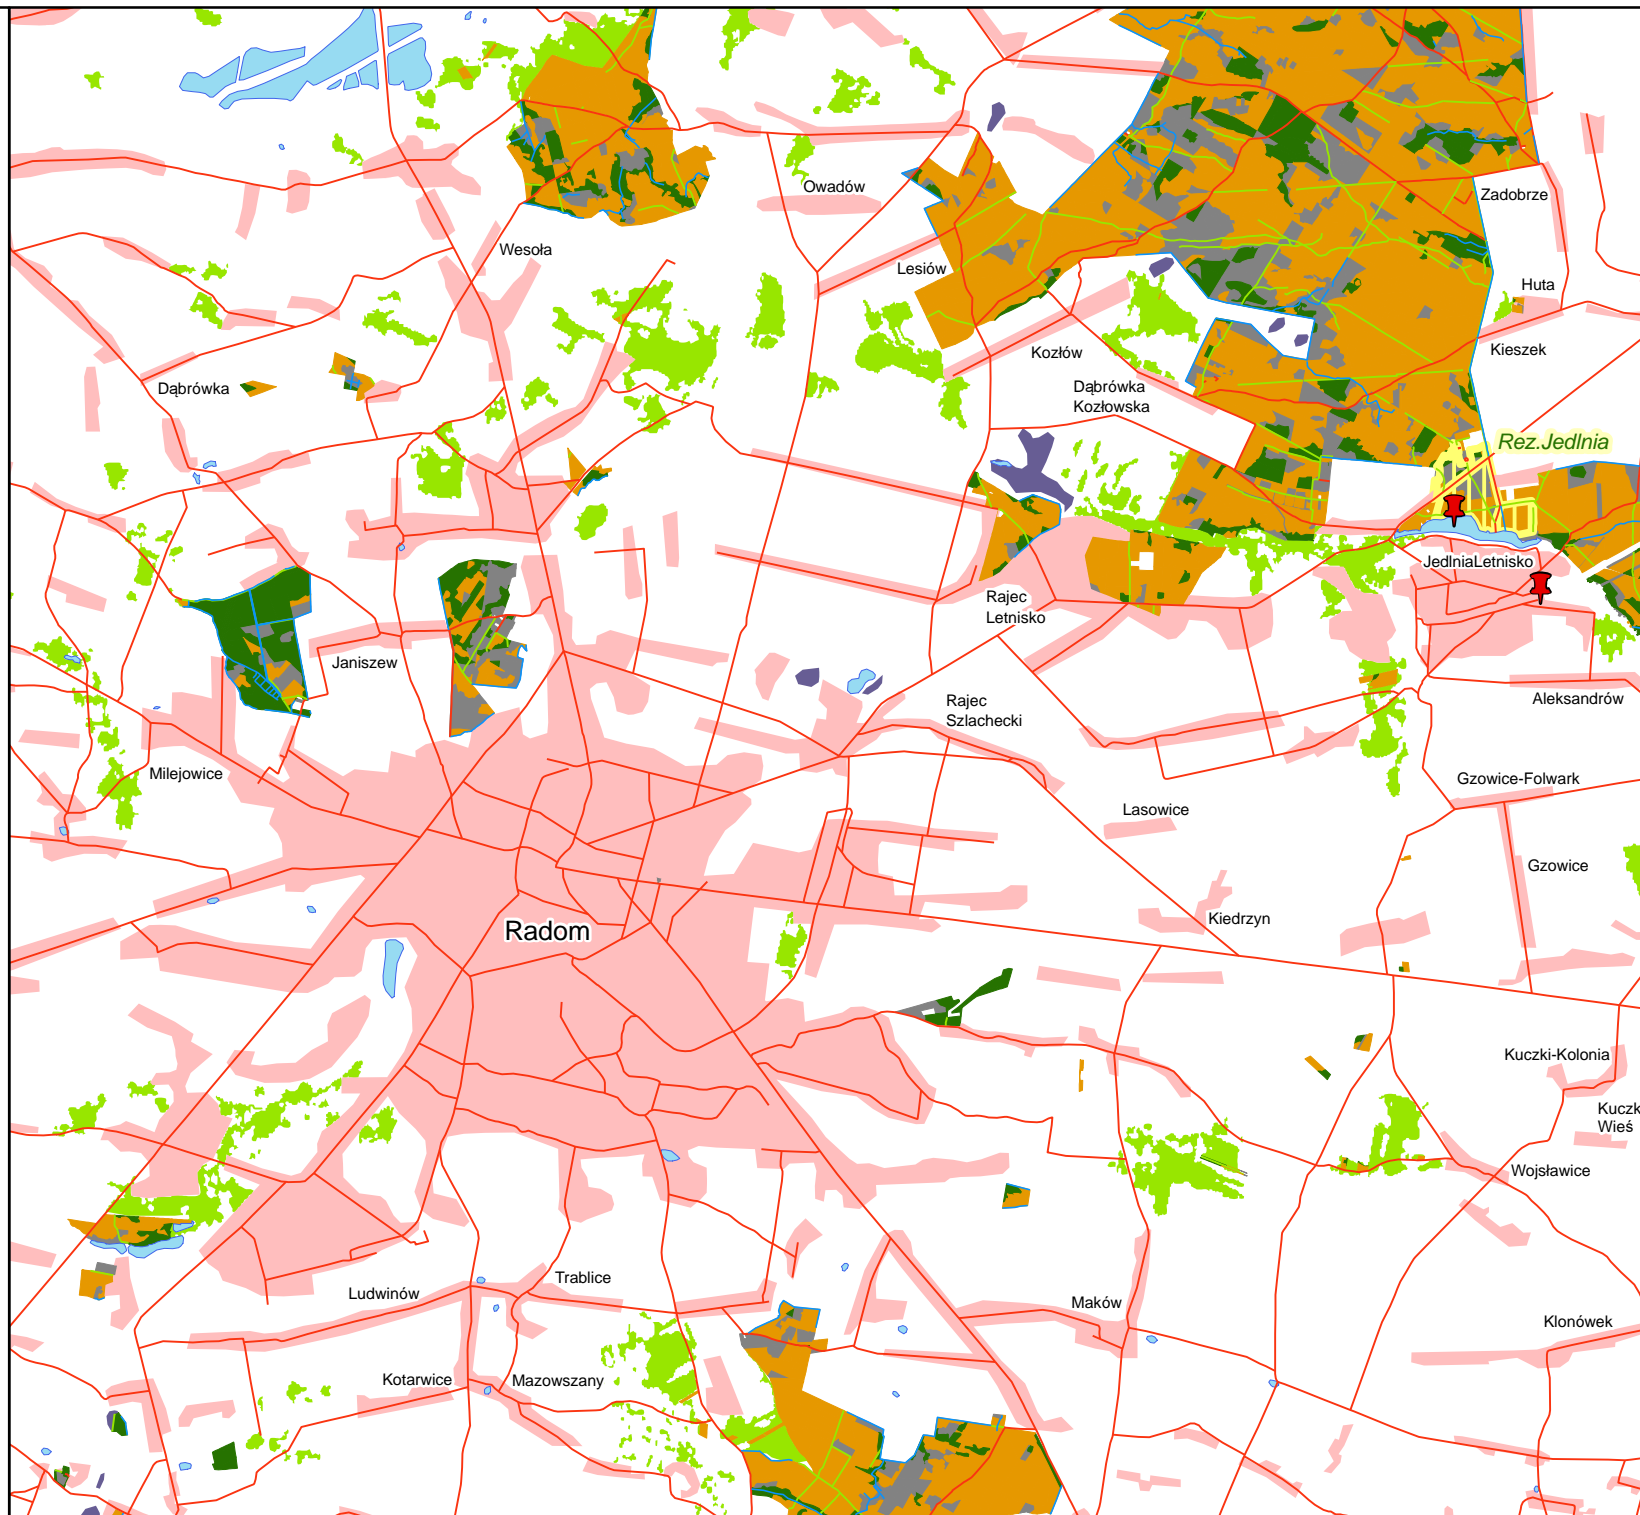 Owadów
Zadobrze
Wesoła
Lesiów
Huta
Kozłów
Kieszek
Dąbrówka
Dąbrówka
Kozłowska
Rez.Jedlnia
JedlniaLetnisko
Rajec
Letnisko
Janiszew
Rajec
Szlachecki
Aleksandrów
Milejowice
Gzowice-Folwark
Lasowice
Gzowice
Kiedrzyn
Radom
Kuczki-Kolonia
Kuczk
Wieś
Wojsławice
Trablice
Ludwinów
Maków
Klonówek
Kotarwice
Mazowszany